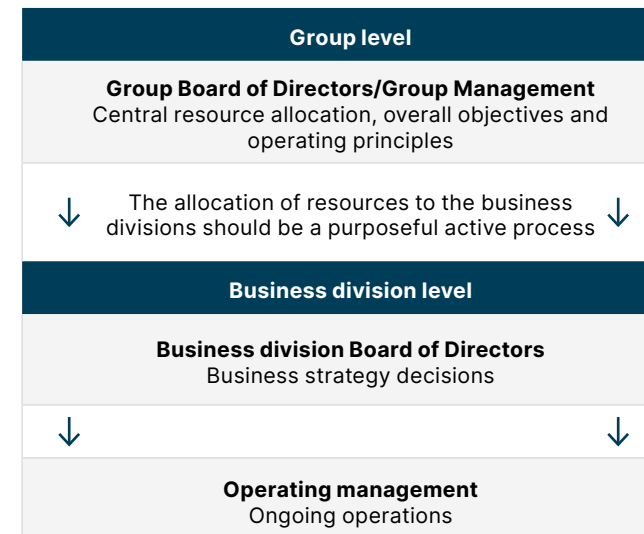 Group level
Group Board of Directors/Group Management
Central resource allocation, overall objectives and
operating principles
The allocation of resources to the business
divisions should be a purposeful active process
Business division level
Business division Board of Directors
Business strategy decisions
Operating management
Ongoing operations